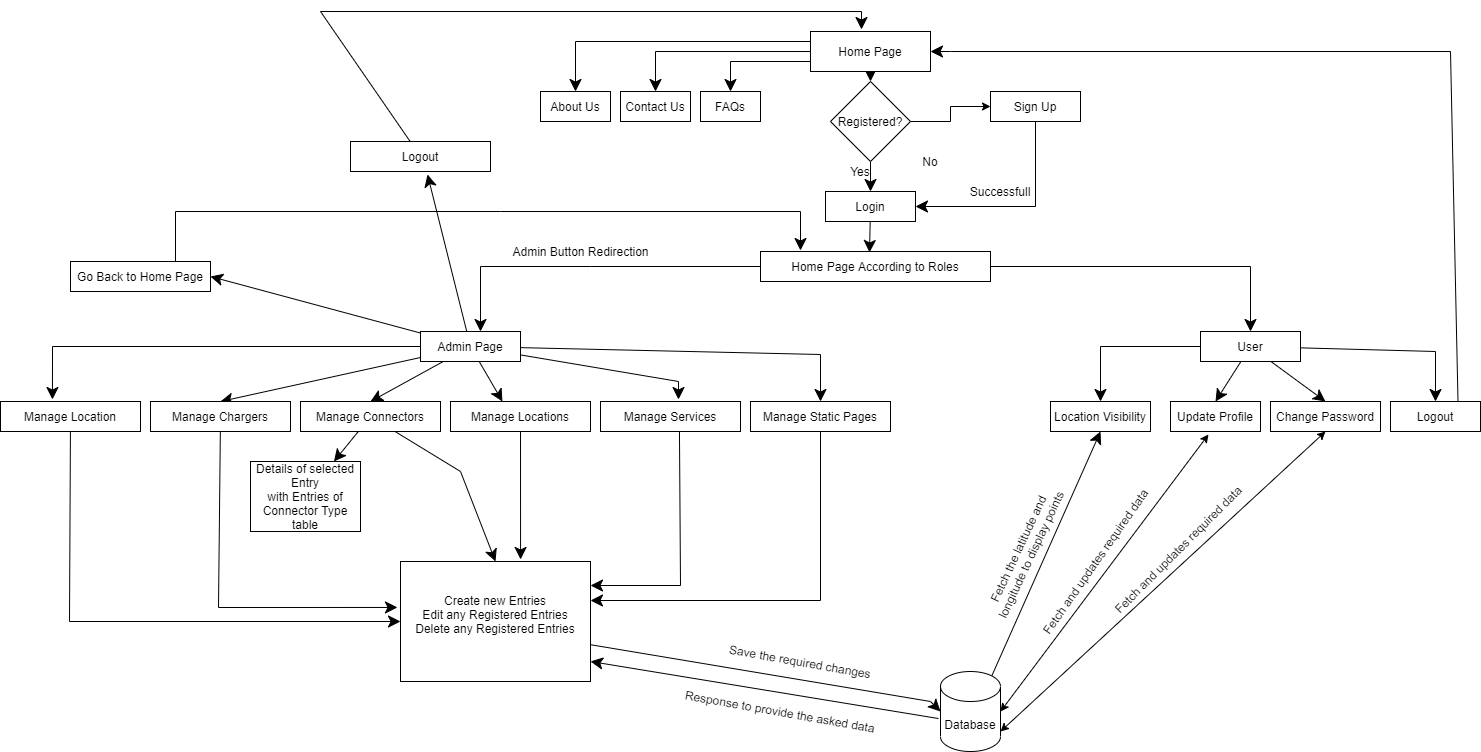 Home Page
About Us
Contact Us
FAQs
Registered?
Sign Up
Logout
No
Yes
Successfull
Login
Admin Button Redirection
Go Back to Home Page
Home Page According to Roles
Admin Page
User
Manage Location
Manage Chargers
Manage Connectors
Manage Locations
Manage Services
Manage Static Pages
Location Visibility
Update Profile
Change Password
Logout
Details of selected
Entry
with Entries of
Connector Type
table
Fetch the latitude and
longitude to display points
Fetch and updates required data
Fetch and updates required data
Create new Entries
Edit any Registered Entries
Delete any Registered Entries
Save the required changes
Response to provide the asked data
Database